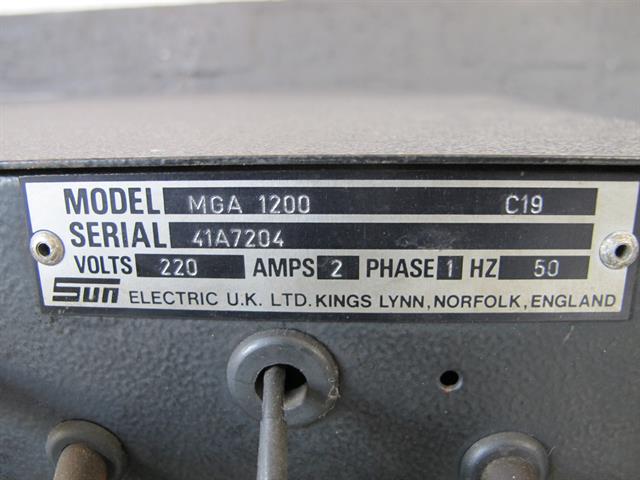 MODEL MGA 1200 C19
SERIAL 41A7204
VOLTS 220 AMPS 2 PHASE 1 HZ 50
Sun ELECTRIC U.K. LTD. KINGS LYNN, NORFOLK, ENGLAND